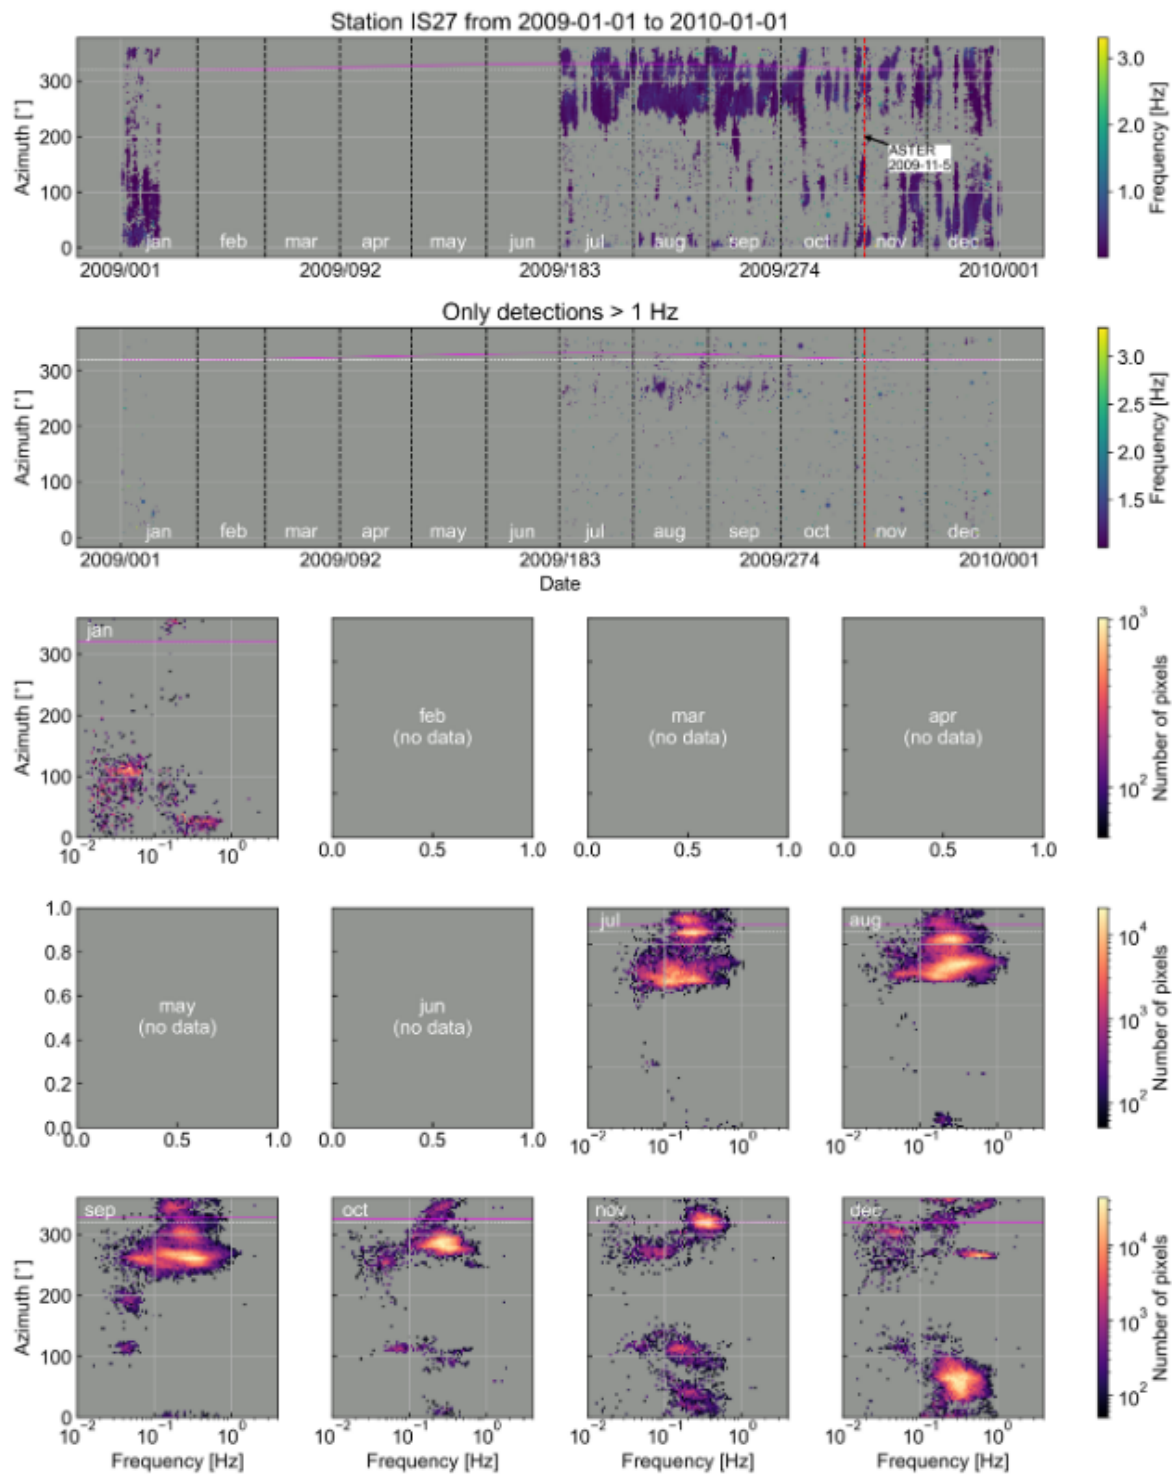 Station IS27 from 2009-01-01 to 2010-01-01
Azimuth [°]
300
200
100
0
jan feb mar apr may jun jul aug sep oct nov dec
2009/001 2009/092 2009/183 2009/274 2010/001
ASTER
2009-11-5
3.0
2.0
1.0
Frequency [Hz]
Only detections > 1 Hz
Azimuth [°]
300
200
100
0
jan feb mar apr may jun jul aug sep oct nov dec
2009/001 2009/092 2009/183 2009/274 2010/001
Date
3.0
2.5
2.0
1.5
Frequency [Hz]
Azimuth [°]
300
200
100
0
jan
10⁻² 10⁻¹ 10⁰
feb
(no data)
0.0 0.5 1.0
mar
(no data)
0.0 0.5 1.0
apr
(no data)
0.0 0.5 1.0
10³
10²
Number of pixels
1.0
0.8
0.6
0.4
0.2
0.0
may
(no data)
0.0 0.5 1.0
jun
(no data)
0.0 0.5 1.0
jul
10⁻² 10⁻¹ 10⁰
aug
10⁻² 10⁻¹ 10⁰
10⁴
10³
10²
Number of pixels
Azimuth [°]
300
200
100
0
sep
10⁻² 10⁻¹ 10⁰
Frequency [Hz]
oct
10⁻² 10⁻¹ 10⁰
Frequency [Hz]
nov
10⁻² 10⁻¹ 10⁰
Frequency [Hz]
dec
10⁻² 10⁻¹ 10⁰
Frequency [Hz]
10⁴
10³
10²
Number of pixels